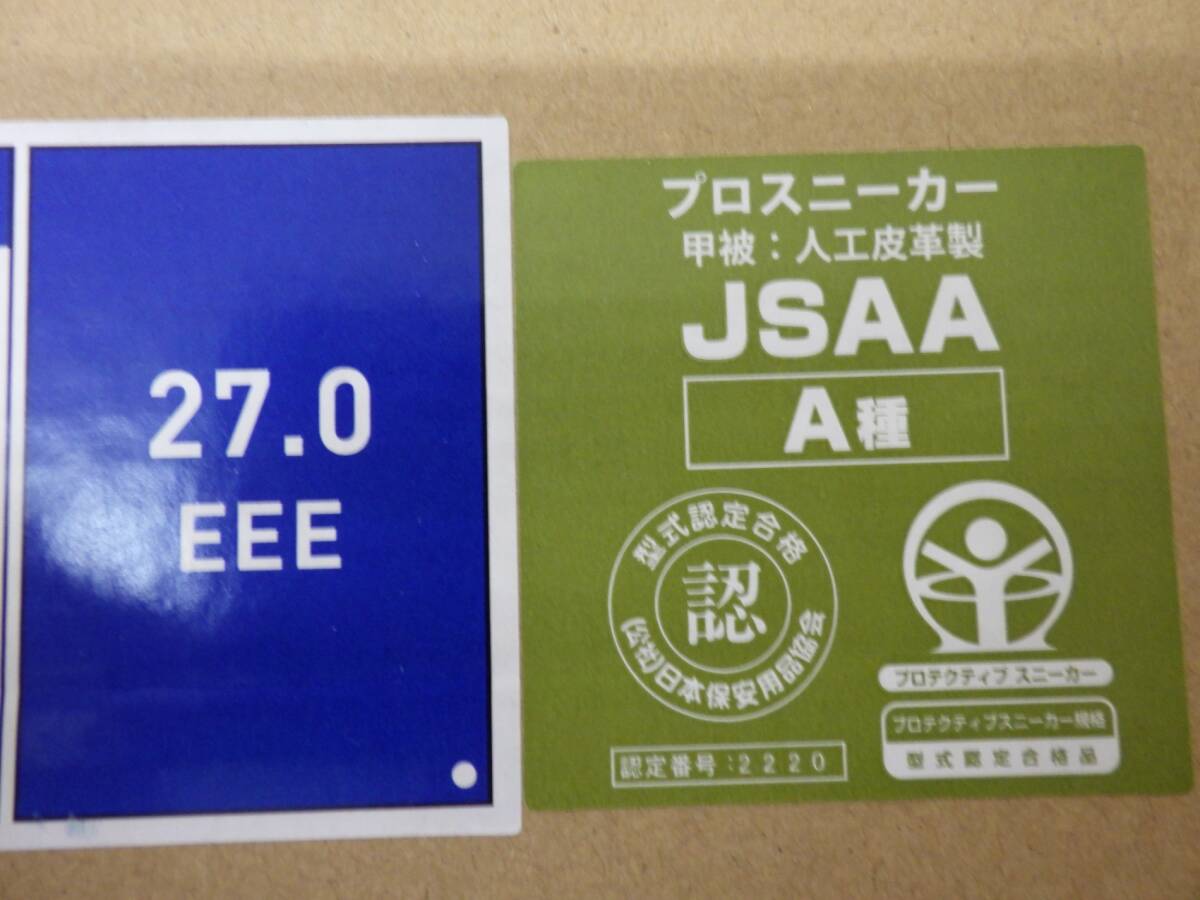 27.0
EEE
プロスニーカー
甲被：人工皮革製
JSAA
A種
型式認定合格
認
(公社)日本保安用品協会
認定番号：2220
プロテクティブ スニーカー
プロテクティブスニーカー規格
型式認定合格品